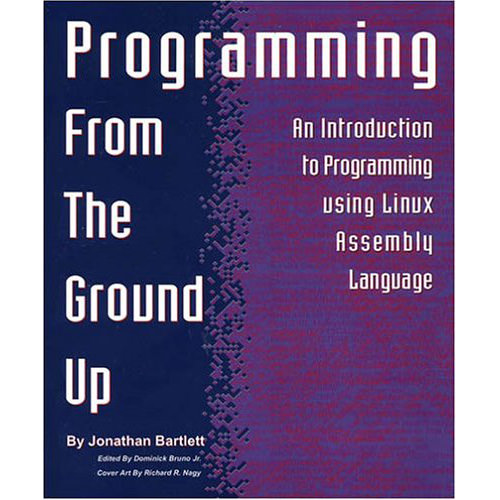 Programming
From
The
Ground
Up
An Introduction
to Programming
using Linux
Assembly
Language
By Jonathan Bartlett
Edited By Dominick Bruno Jr.
Cover Art By Richard R. Nagy